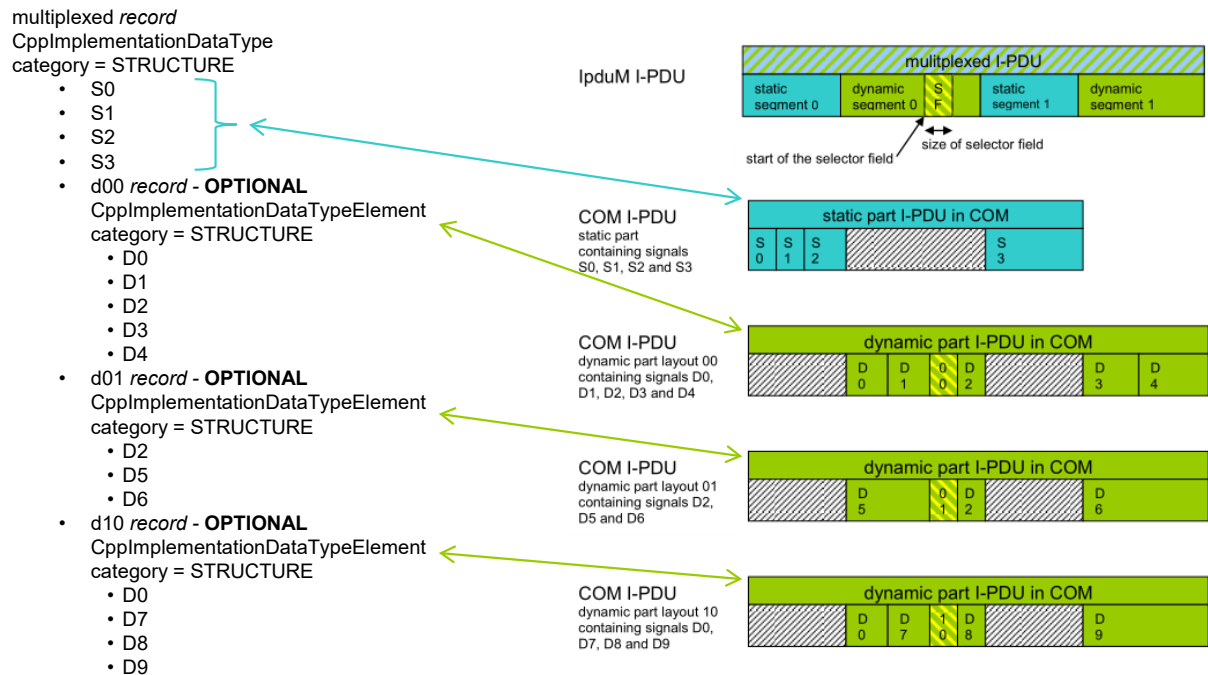 multiplexed record
CppImplementationDataType
category = STRUCTURE
• S0
• S1
• S2
• S3
• d00 record - OPTIONAL
CppImplementationDataTypeElement
category = STRUCTURE
• D0
• D1
• D2
• D3
• D4
• d01 record - OPTIONAL
CppImplementationDataTypeElement
category = STRUCTURE
• D2
• D5
• D6
• d10 record - OPTIONAL
CppImplementationDataTypeElement
category = STRUCTURE
• D0
• D7
• D8
• D9
IpduM I-PDU
mulitplexed I-PDU
static
segment 0
dynamic
segment 0
S
F
static
segment 1
dynamic
segment 1
start of the selector field
size of selector field
COM I-PDU
static part
containing signals
S0, S1, S2 and S3
static part I-PDU in COM
S S S S
0 1 2 3
COM I-PDU
dynamic part layout 00
containing signals D0,
D1, D2, D3 and D4
dynamic part I-PDU in COM
D D 0 D D D
0 1 0 2 3 4
COM I-PDU
dynamic part layout 01
containing signals D2,
D5 and D6
dynamic part I-PDU in COM
D 0 D D
5 1 2 6
COM I-PDU
dynamic part layout 10
containing signals D0,
D7, D8 and D9
dynamic part I-PDU in COM
D D 1 D D
0 7 0 8 9